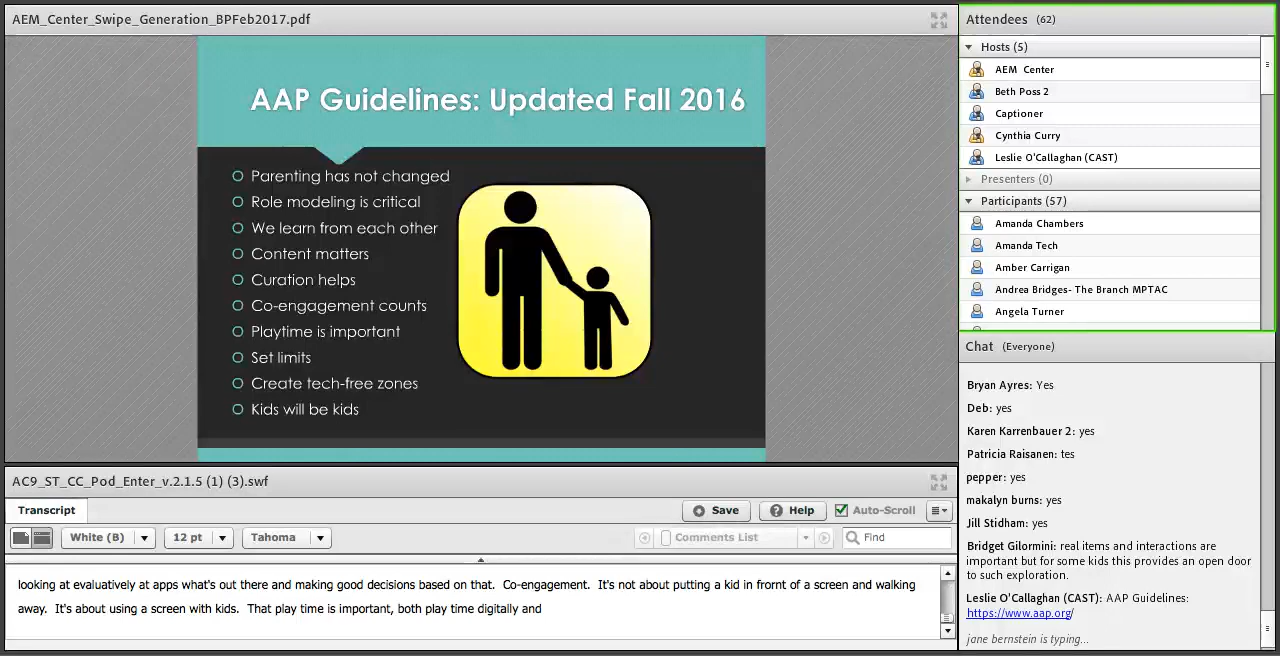 AEM_Center_Swipe_Generation_BPFeb2017.pdf
AAP Guidelines: Updated Fall 2016
Parenting has not changed
Role modeling is critical
We learn from each other
Content matters
Curation helps
Co-engagement counts
Playtime is important
Set limits
Create tech-free zones
Kids will be kids
AC9_ST_CC_Pod_Enter_v.2.1.5 (1) (3).swf
Transcript
Save
Help
Auto-Scroll
White (B)
12 pt
Tahoma
Comments List
Find
looking at evaluatively at apps what's out there and making good decisions based on that.  Co-engagement.  It's not about putting a kid in frornt of a screen and walking
away.  It's about using a screen with kids.  That play time is important, both play time digitally and
Attendees (62)
Hosts (5)
AEM Center
Beth Poss 2
Captioner
Cynthia Curry
Leslie O'Callaghan (CAST)
Presenters (0)
Participants (57)
Amanda Chambers
Amanda Tech
Amber Carrigan
Andrea Bridges- The Branch MPTAC
Angela Turner
Chat (Everyone)
Bryan Ayres: Yes
Deb: yes
Karen Karrenbauer 2: yes
Patricia Raisanen: tes
pepper: yes
makalyn burns: yes
Jill Stidham: yes
Bridget Gilormini: real items and interactions are
important but for some kids this provides an open door
to such exploration.
Leslie O'Callaghan (CAST): AAP Guidelines:
https://www.aap.org/
jane bernstein is typing...